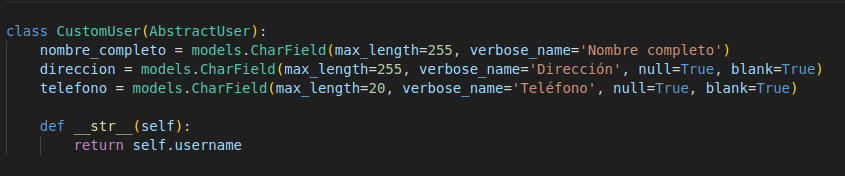 class CustomUser(AbstractUser):
    nombre_completo = models.CharField(max_length=255, verbose_name='Nombre completo')
    direccion = models.CharField(max_length=255, verbose_name='Dirección', null=True, blank=True)
    telefono = models.CharField(max_length=20, verbose_name='Teléfono', null=True, blank=True)
    def __str__(self):
        return self.username